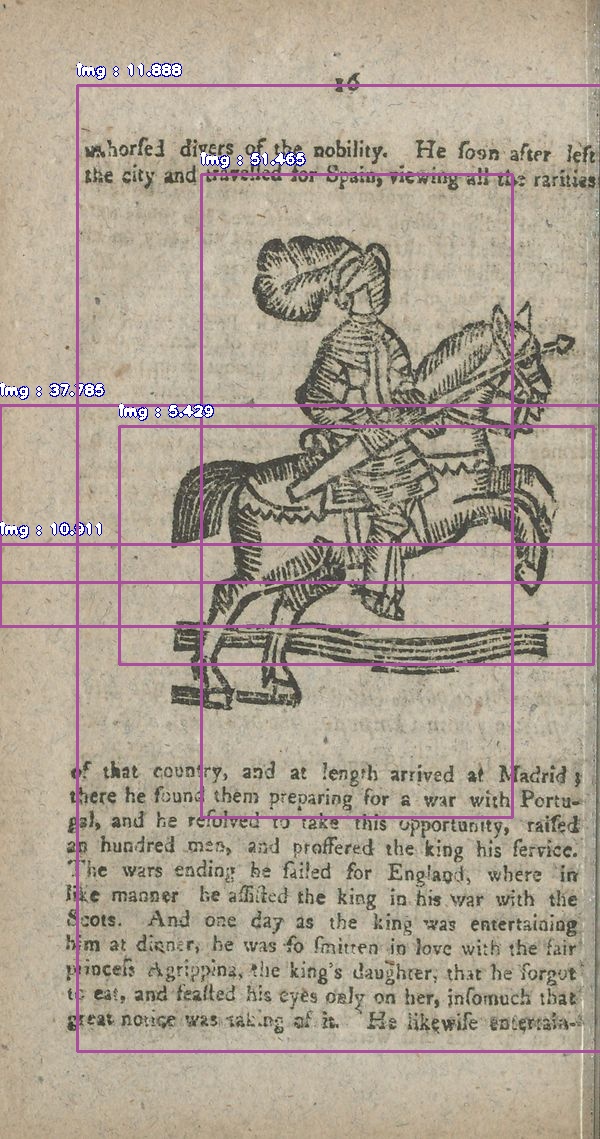 Img : 11.888
16
unhorsed divers of the nobility. He soon after left
Img : 51.465
the city and travelled for Spain, viewing all the rarities
Img : 37.785
Img : 5.429
Img : 10.911
of that country, and at length arrived at Madrid ;
there he found them preparing for a war with Portu-
gal, and he resolved to take this opportunity, raised
an hundred men, and proffered the king his service.
The wars ending he sailed for England, where in
like manner he assisted the king in his war with the
Scots. And one day as the king was entertaining
him at dinner, he was so smitten in love with the fair
princess Agrippina, the king's daughter, that he forgot
to eat, and feasted his eyes only on her, insomuch that
great notice was taking of it. He likewise entertain-